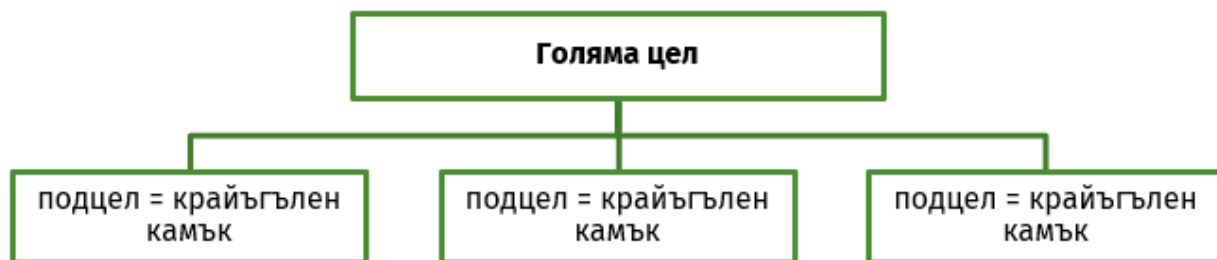 Голяма цел
подцел = крайъгълен
камък
подцел = крайъгълен
камък
подцел = крайъгълен
камък